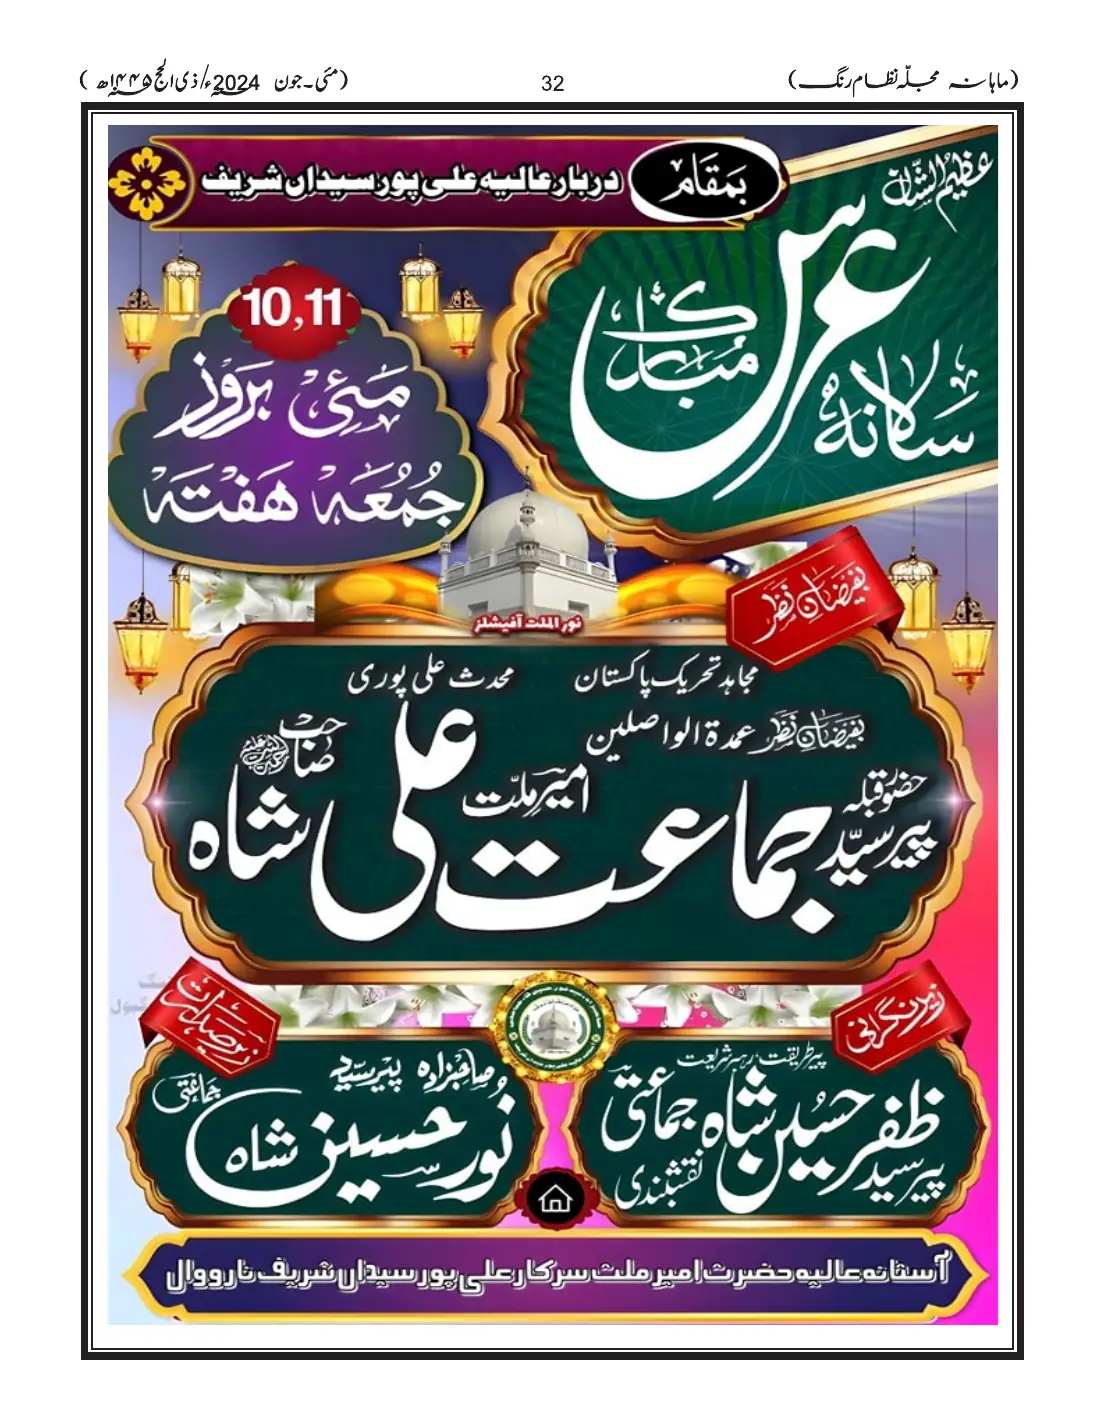 (ماہانہ مجلّہ نظام رنگ)
32
(مئی۔جون 2024ء/ذی الحج ۱۴۴۵ھ)
بمقام
دربار عالیہ علی پور سیداں شریف
عظیم الشان
سالانہ عرس مبارک
10,11
مئی بروز
جمعہ ہفتہ
نور الملت آفیشلز
بفیضان نظر
مجاہد تحریک پاکستان محدث علی پوری
بفیضان نظر عمدۃ الواصلین
حضور قبلہ پیر سید جماعت علی شاہ صاحب رحمۃ اللہ علیہ
امیر ملت
زیر نگرانی
پیر طریقت، رہبر شریعت
پیر سید ظفر حسین شاہ جماعتی نقشبندی
زیر صدارت
صاحبزادہ پیر سید
نور حسین شاہ جماعتی
آستانہ عالیہ حضرت امیر ملت سرکار علی پور سیداں شریف نارووال